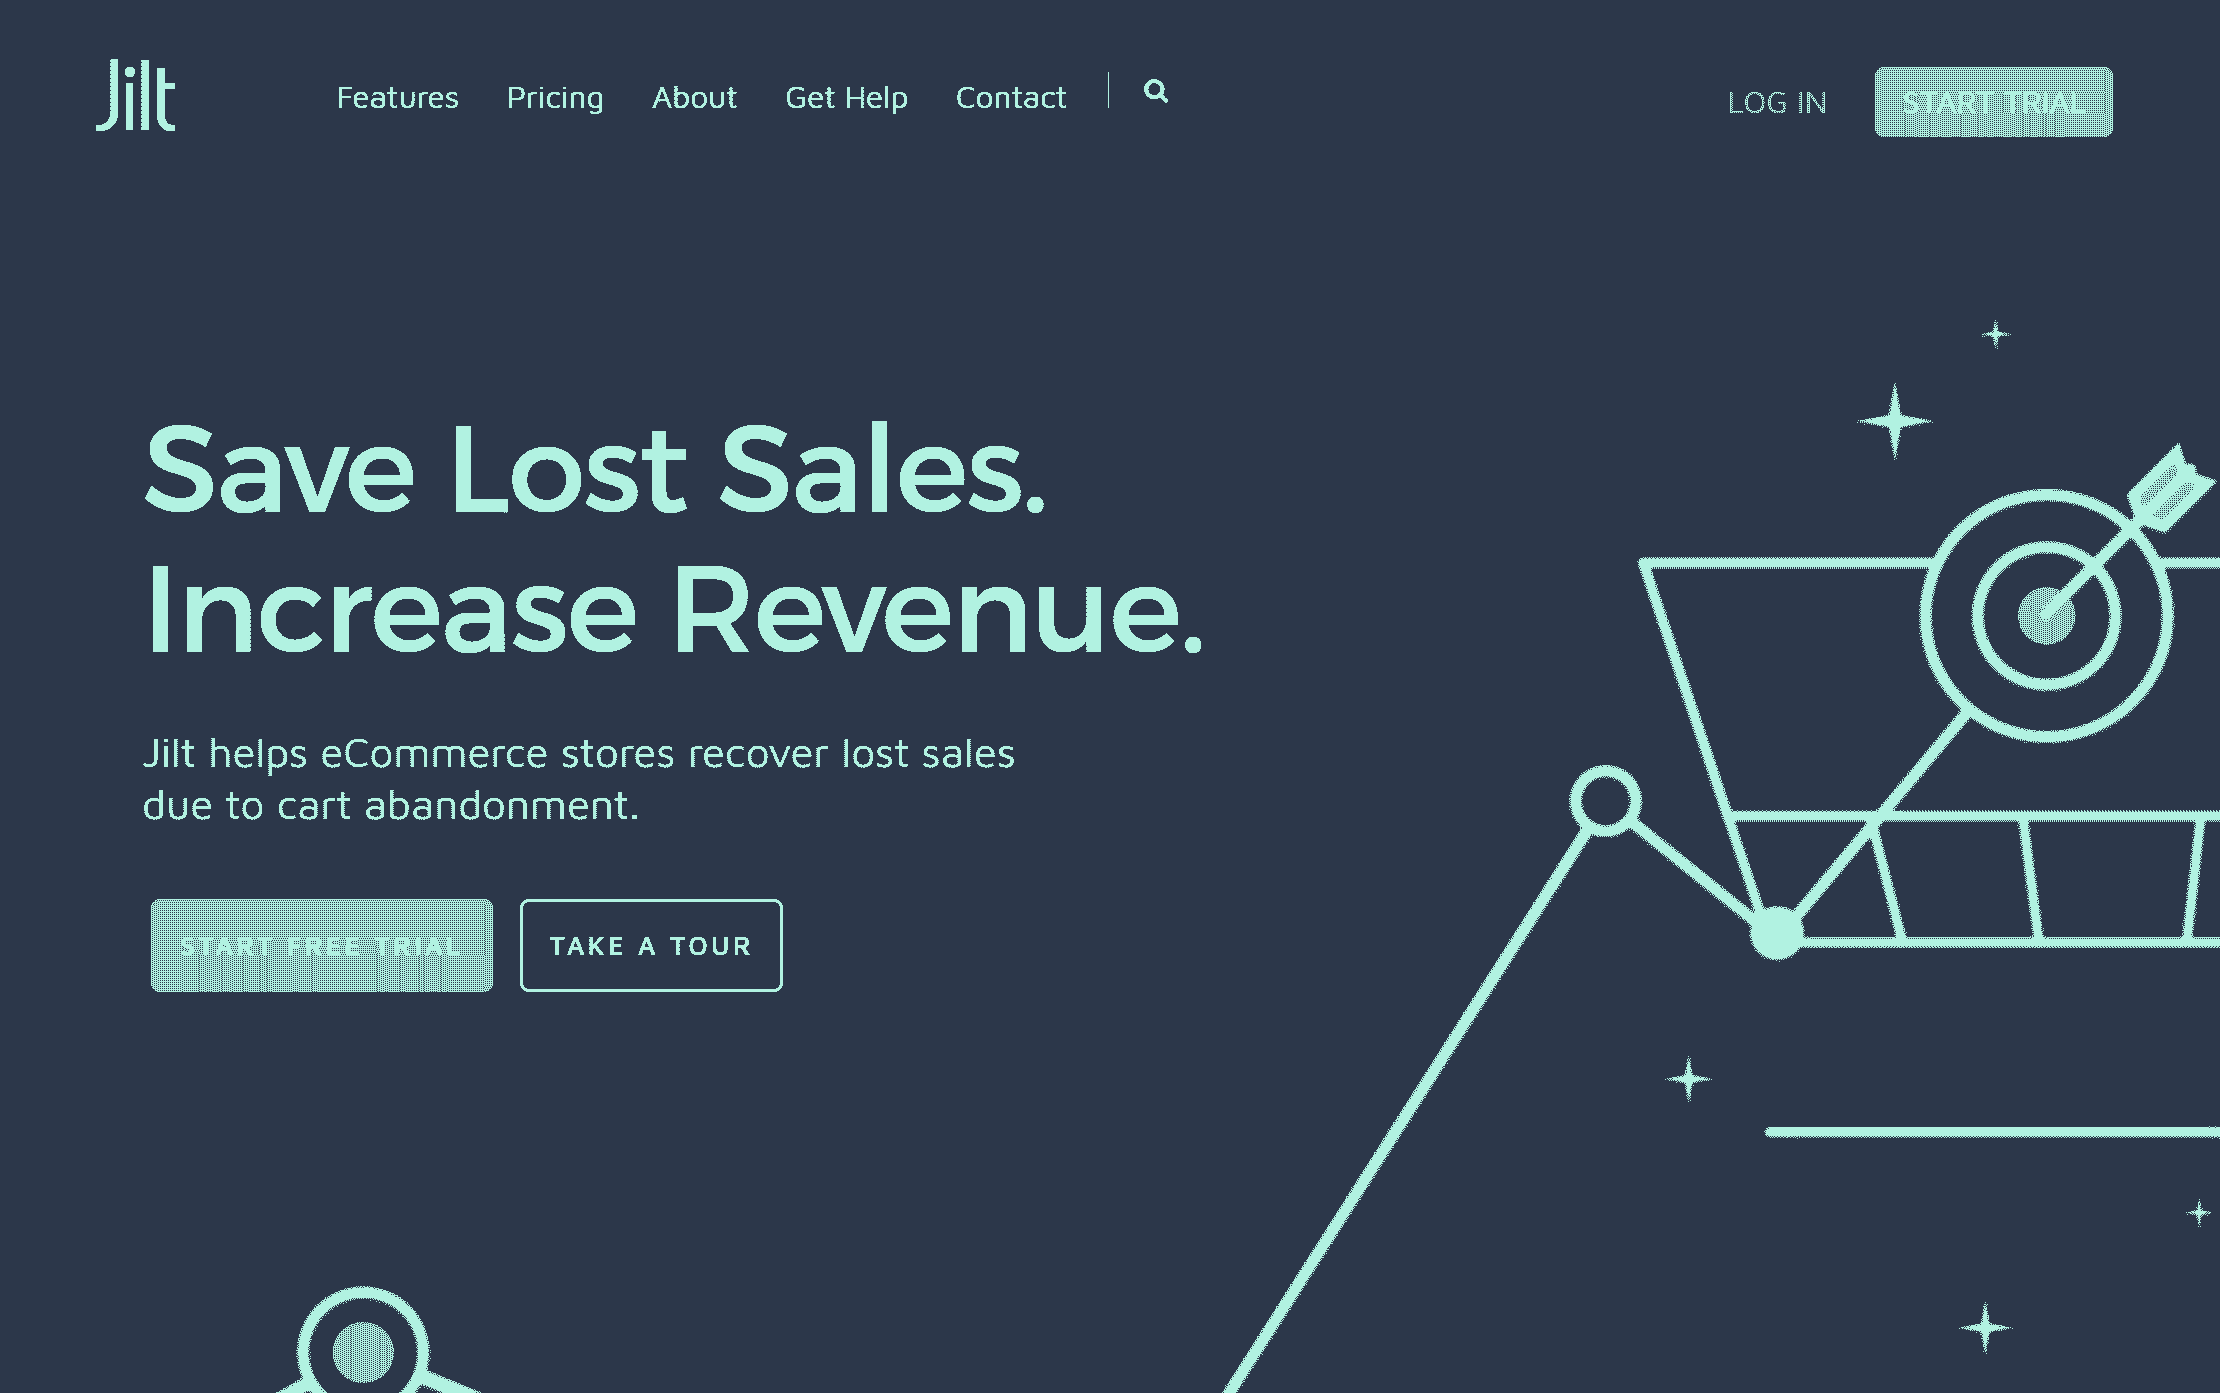 Jilt
Features
Pricing
About
Get Help
Contact
LOG IN
START TRIAL
Save Lost Sales.
Increase Revenue.
Jilt helps eCommerce stores recover lost sales
due to cart abandonment.
START FREE TRIAL
TAKE A TOUR